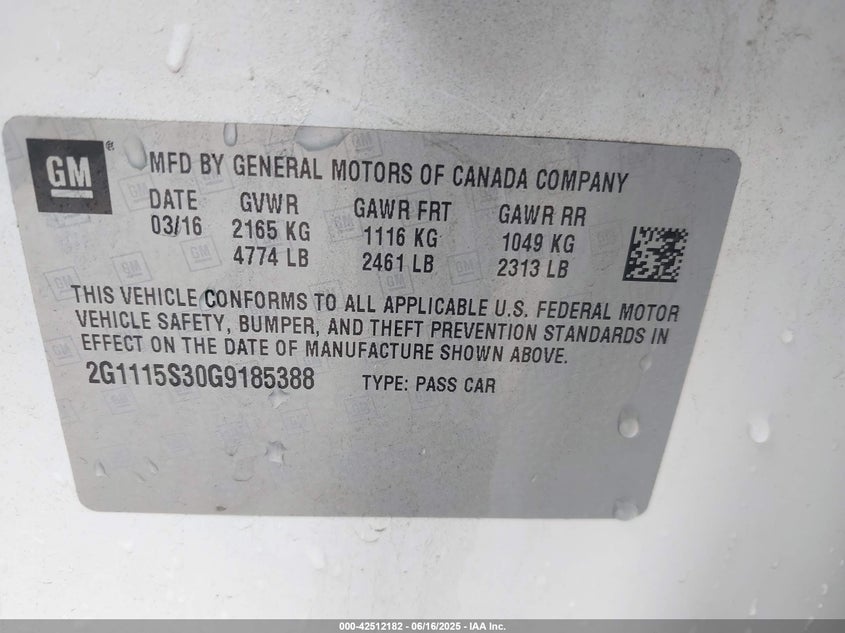 GM ® MFD BY GENERAL MOTORS OF CANADA COMPANY
DATE GVWR GAWR FRT GAWR RR
03/16 2165 KG 1116 KG 1049 KG
4774 LB 2461 LB 2313 LB
THIS VEHICLE CONFORMS TO ALL APPLICABLE U.S. FEDERAL MOTOR
VEHICLE SAFETY, BUMPER, AND THEFT PREVENTION STANDARDS IN
EFFECT ON THE DATE OF MANUFACTURE SHOWN ABOVE.
2G1115S30G9185388 TYPE: PASS CAR
000-42512182 - 06/16/2025 - IAA Inc.